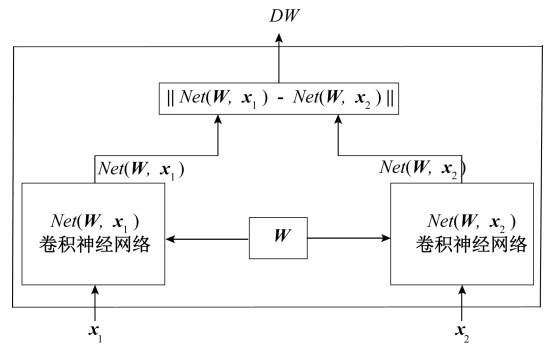 DW
|| Net(W, x₁) - Net(W, x₂) ||
Net(W, x₁)
Net(W, x₂)
Net(W, x₁)
卷积神经网络
W
Net(W, x₂)
卷积神经网络
x₁
x₂